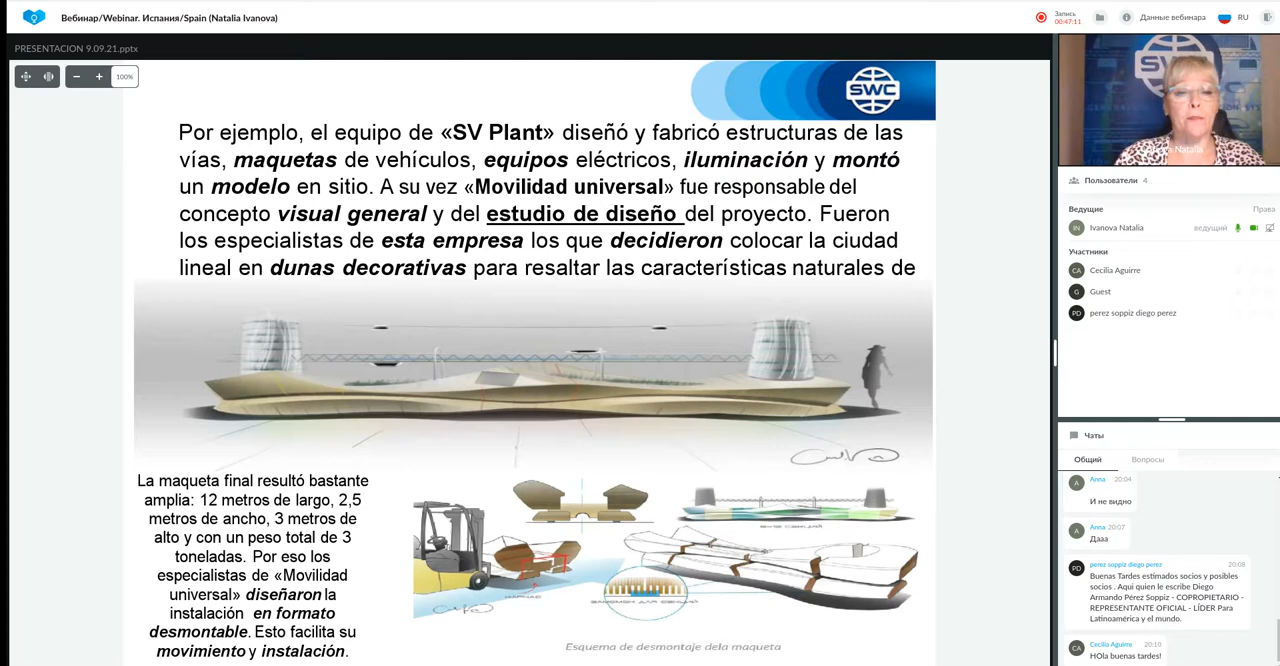 Вебинар/Webinar. Испания/Spain (Natalia Ivanova)
Запись
00:47:11
Данные вебинара
RU
PRESENTACION 9.09.21.pptx
100%
SWC
Por ejemplo, el equipo de «SV Plant» diseñó y fabricó estructuras de las
vías, maquetas de vehículos, equipos eléctricos, iluminación y montó
un modelo en sitio. A su vez «Movilidad universal» fue responsable del
concepto visual general y del estudio de diseño del proyecto. Fueron
los especialistas de esta empresa los que decidieron colocar la ciudad
lineal en dunas decorativas para resaltar las características naturales de
La maqueta final resultó bastante
amplia: 12 metros de largo, 2,5
metros de ancho, 3 metros de
alto y con un peso total de 3
toneladas. Por eso los
especialistas de «Movilidad
universal» diseñaron la
instalación en formato
desmontable. Esto facilita su
movimiento y instalación.
Esquema de desmontaje dela maqueta
Natalia
Пользователи 4
Ведущие
Права
IN
Ivanova Natalia
ведущий
Участники
CA
Cecilia Aguirre
G
Guest
PD
perez soppiz diego perez
Чаты
Общий
Вопросы
A
Anna 20:04
И не видно
A
Anna 20:07
Дааа
PD
perez soppiz diego perez 20:08
Buenas Tardes estimados socios y posibles
socios . Aquí quien le escribe Diego
Armando Pérez Soppiz - COPROPIETARIO -
REPRESENTANTE OFICIAL - LÍDER Para
Latinoamérica y el mundo.
CA
Cecilia Aguirre 20:10
HOla buenas tardes!